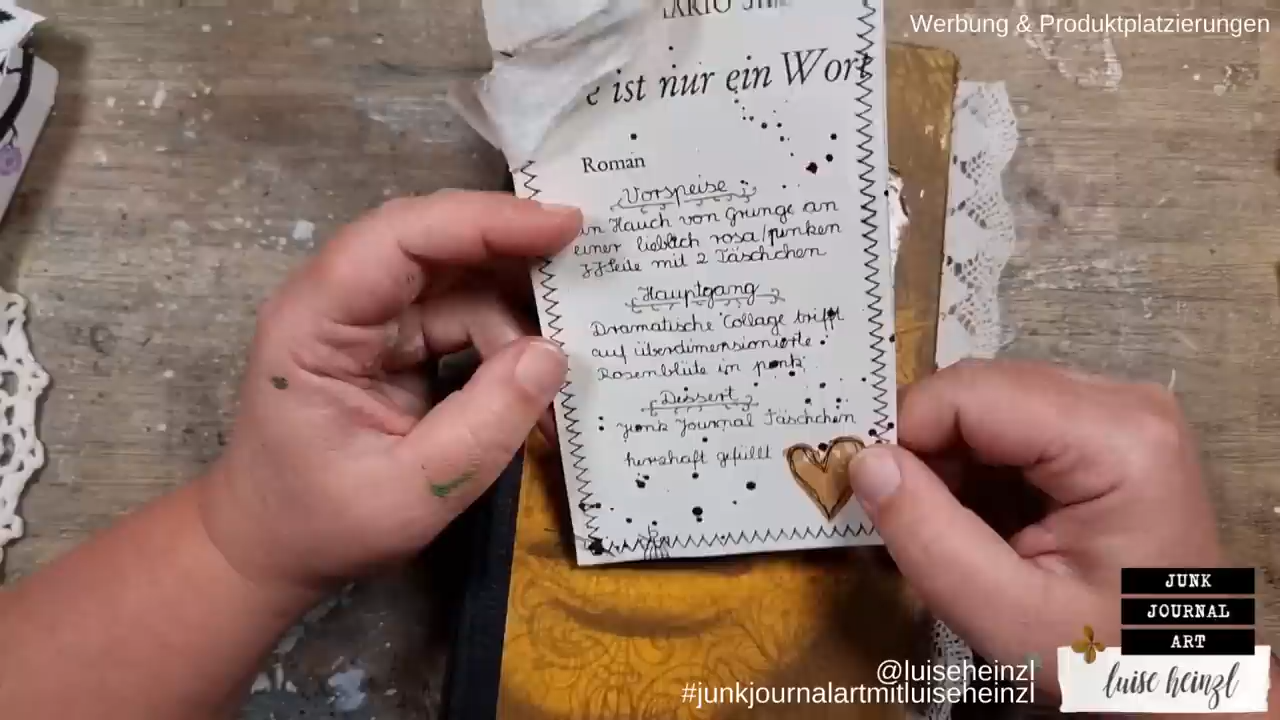 Werbung & Produktplatzierungen
ist nur ein Wort
Roman
Vorspeise
Hauch von Grunge an
einer lieblich rosa/punken
Seite mit 2 Täschchen
Hauptgang
Dramatische Collage trifft
auf überdimensionierte
Rosenblüte in ponk
Dessert
Junk Journal Täschchen
herzhaft gefüllt
JUNK
JOURNAL
ART
luise heinzl
@luiseheinzl
#junkjournalartmitluiseheinzl